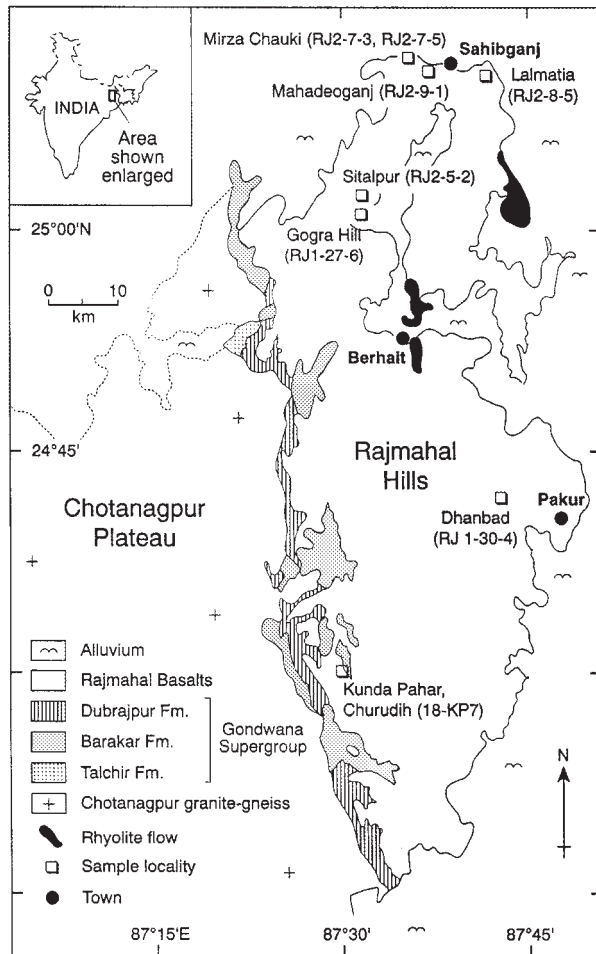 INDIA
Area
shown
enlarged
Mirza Chauki (RJ2-7-3, RJ2-7-5)
Sahibganj
Mahadeoganj (RJ2-9-1)
Lalmatia
(RJ2-8-5)
Sitalpur (RJ2-5-2)
Gogra Hill
(RJ1-27-6)
25°00'N
0 10
km
Berhait
24°45'
Rajmahal
Hills
Chotanagpur
Plateau
Dhanbad
(RJ 1-30-4)
Pakur
Kunda Pahar,
Churudih (18-KP7)
Alluvium
Rajmahal Basalts
Dubrajpur Fm.
Barakar Fm.
Talchir Fm.
Gondwana
Supergroup
Chotanagpur granite-gneiss
Rhyolite flow
Sample locality
Town
N
87°15'E
87°30'
87°45'